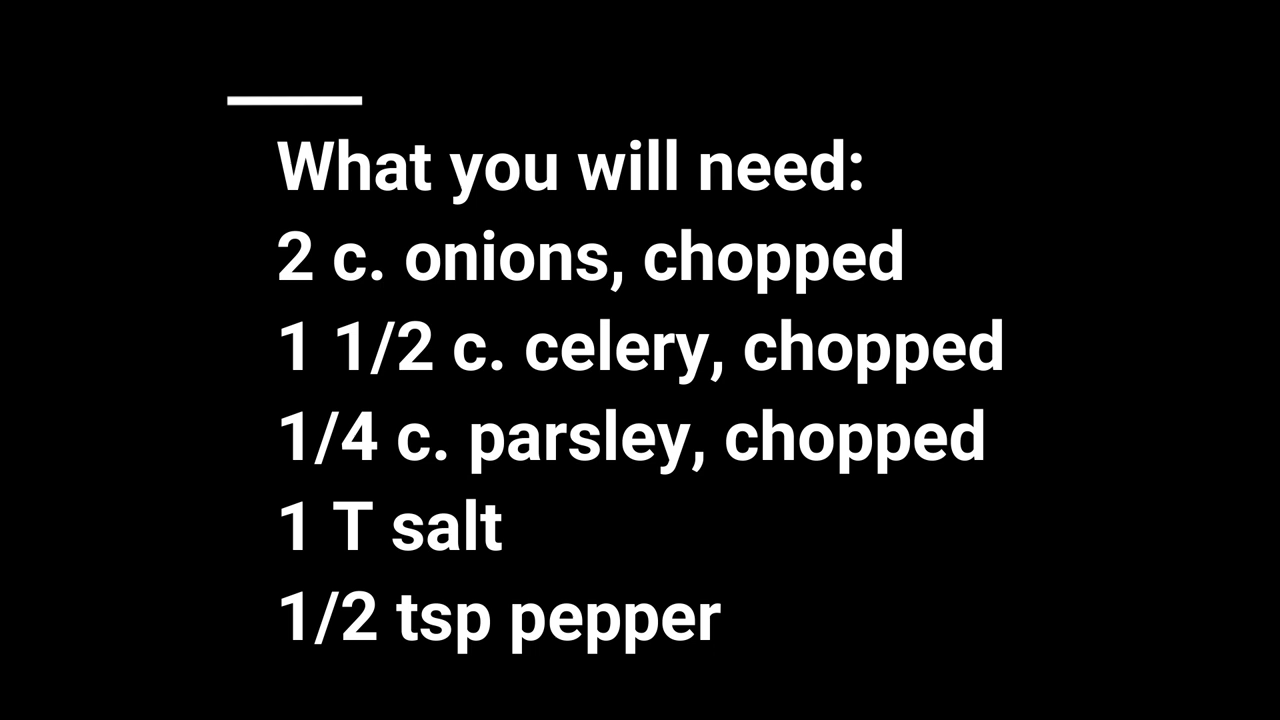 What you will need:
2 c. onions, chopped
1 1/2 c. celery, chopped
1/4 c. parsley, chopped
1 T salt
1/2 tsp pepper